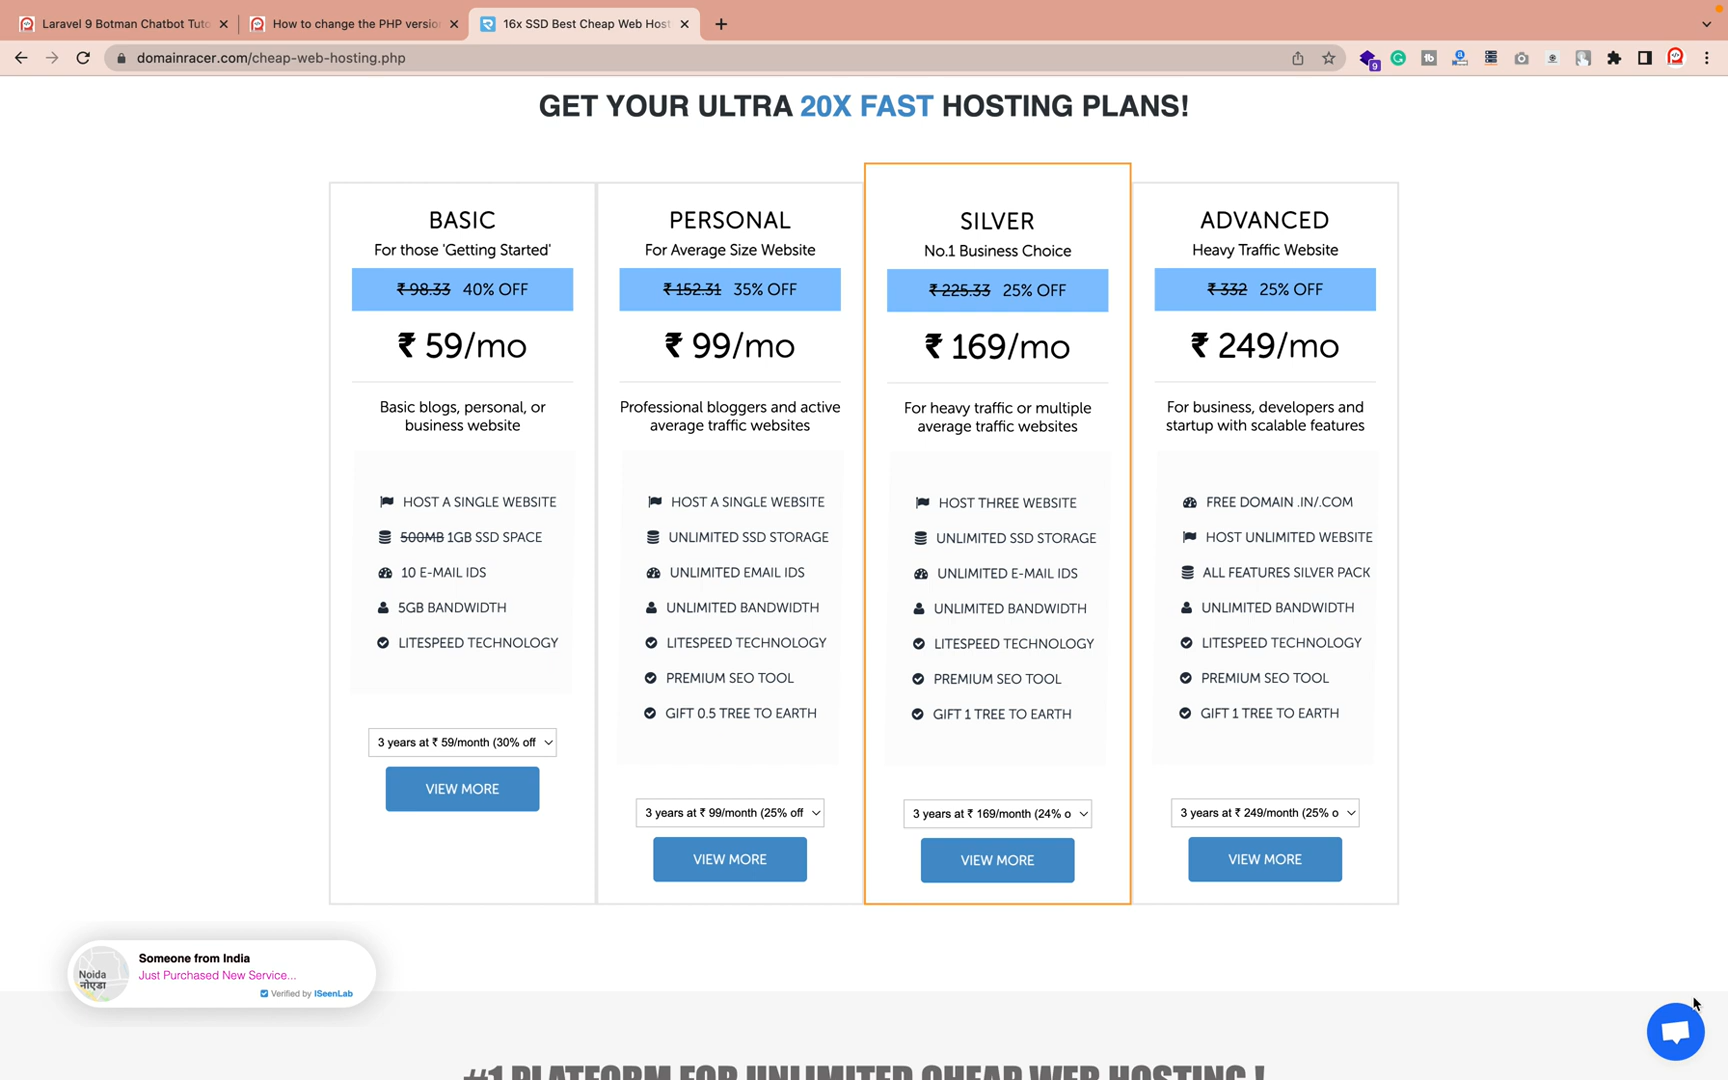 Laravel 9 Botman Chatbot Tuto
How to change the PHP versio
16x SSD Best Cheap Web Host
domainracer.com/cheap-web-hosting.php
9
GET YOUR ULTRA 20X FAST HOSTING PLANS!
BASIC
For those 'Getting Started'
₹ 98.33 40% OFF
₹ 59/mo
Basic blogs, personal, or
business website
HOST A SINGLE WEBSITE
500MB 1GB SSD SPACE
10 E-MAIL IDS
5GB BANDWIDTH
LITESPEED TECHNOLOGY
3 years at ₹ 59/month (30% off
VIEW MORE
PERSONAL
For Average Size Website
₹ 152.31 35% OFF
₹ 99/mo
Professional bloggers and active
average traffic websites
HOST A SINGLE WEBSITE
UNLIMITED SSD STORAGE
UNLIMITED EMAIL IDS
UNLIMITED BANDWIDTH
LITESPEED TECHNOLOGY
PREMIUM SEO TOOL
GIFT 0.5 TREE TO EARTH
3 years at ₹ 99/month (25% off
VIEW MORE
SILVER
No.1 Business Choice
₹ 225.33 25% OFF
₹ 169/mo
For heavy traffic or multiple
average traffic websites
HOST THREE WEBSITE
UNLIMITED SSD STORAGE
UNLIMITED E-MAIL IDS
UNLIMITED BANDWIDTH
LITESPEED TECHNOLOGY
PREMIUM SEO TOOL
GIFT 1 TREE TO EARTH
3 years at ₹ 169/month (24% o
VIEW MORE
ADVANCED
Heavy Traffic Website
₹ 332 25% OFF
₹ 249/mo
For business, developers and
startup with scalable features
FREE DOMAIN .IN/.COM
HOST UNLIMITED WEBSITE
ALL FEATURES SILVER PACK
UNLIMITED BANDWIDTH
LITESPEED TECHNOLOGY
PREMIUM SEO TOOL
GIFT 1 TREE TO EARTH
3 years at ₹ 249/month (25% o
VIEW MORE
Noida
नोएडा
Someone from India
Just Purchased New Service...
Verified by ISeenLab
#1 PLATFORM FOR UNLIMITED CHEAP WEB HOSTING !